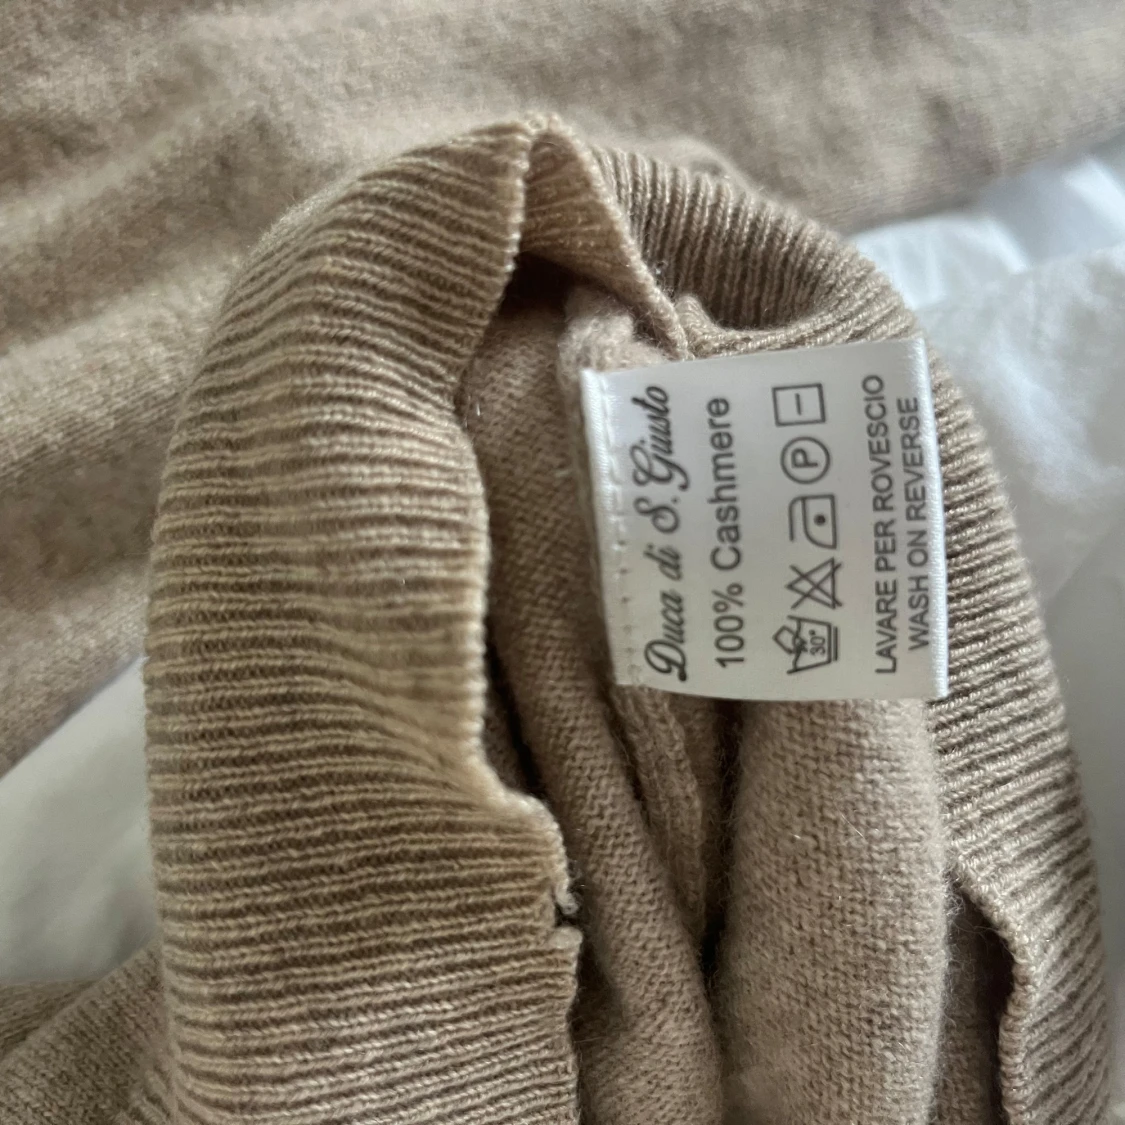 Duca di S.Giusto
100% Cashmere
30°
P
LAVARE PER ROVESCIO
WASH ON REVERSE